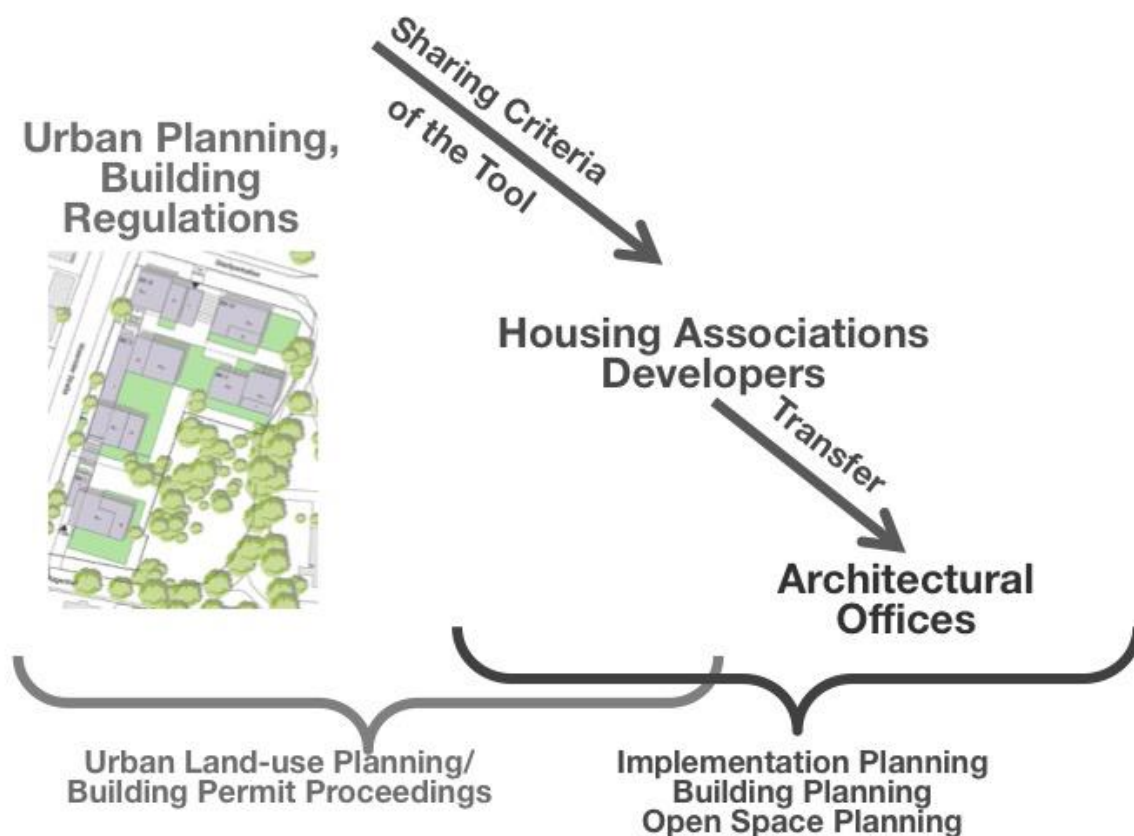 Sharing Criteria
of the Tool
Urban Planning,
Building
Regulations
Housing Associations
Developers
Transfer
Architectural
Offices
Urban Land-use Planning/
Building Permit Proceedings
Implementation Planning
Building Planning
Open Space Planning